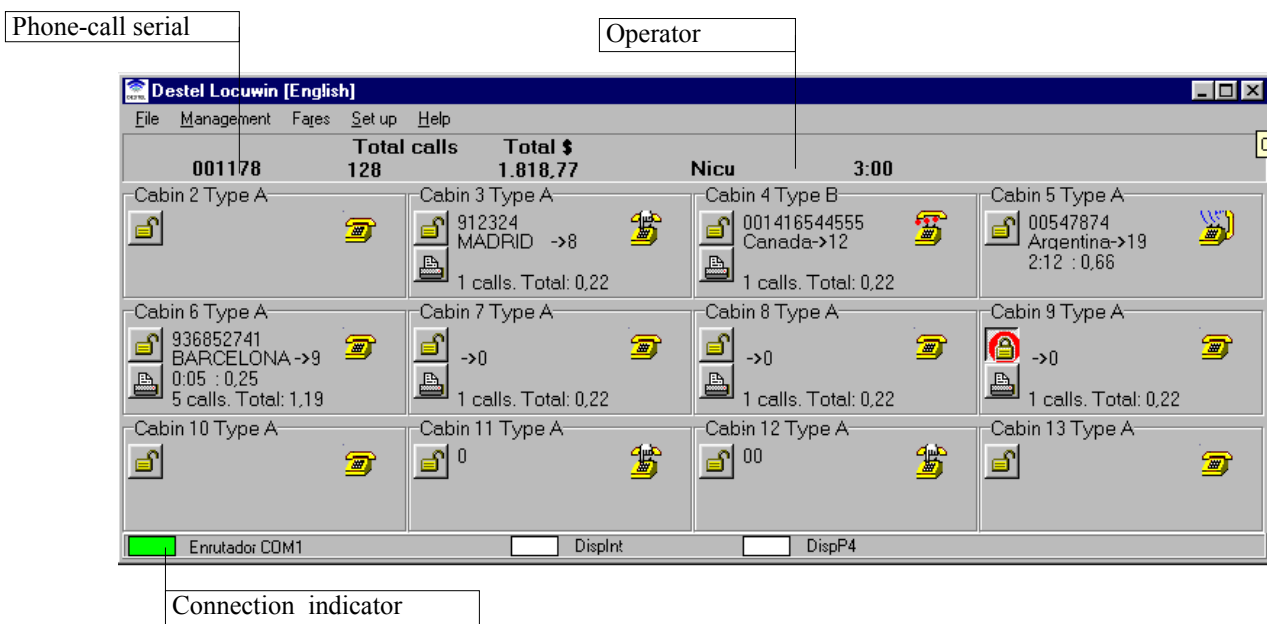 Phone-call serial
Operator
Destel Locuwin [English]
File Management Fares Set up Help
Total calls Total $
001178 128 1.818,77 Nicu 3:00
Cabin 2 Type A
Cabin 3 Type A
912324
MADRID ->8
1 calls. Total: 0,22
Cabin 4 Type B
001416544555
Canada->12
1 calls. Total: 0,22
Cabin 5 Type A
00547874
Argentina->19
2:12 : 0,66
Cabin 6 Type A
936852741
BARCELONA->9
0:05 : 0,25
5 calls. Total: 1,19
Cabin 7 Type A
->0
1 calls. Total: 0,22
Cabin 8 Type A
->0
1 calls. Total: 0,22
Cabin 9 Type A
->0
1 calls. Total: 0,22
Cabin 10 Type A
Cabin 11 Type A
0
Cabin 12 Type A
00
Cabin 13 Type A
Enrutador COM1 DispInt DispP4
Connection indicator